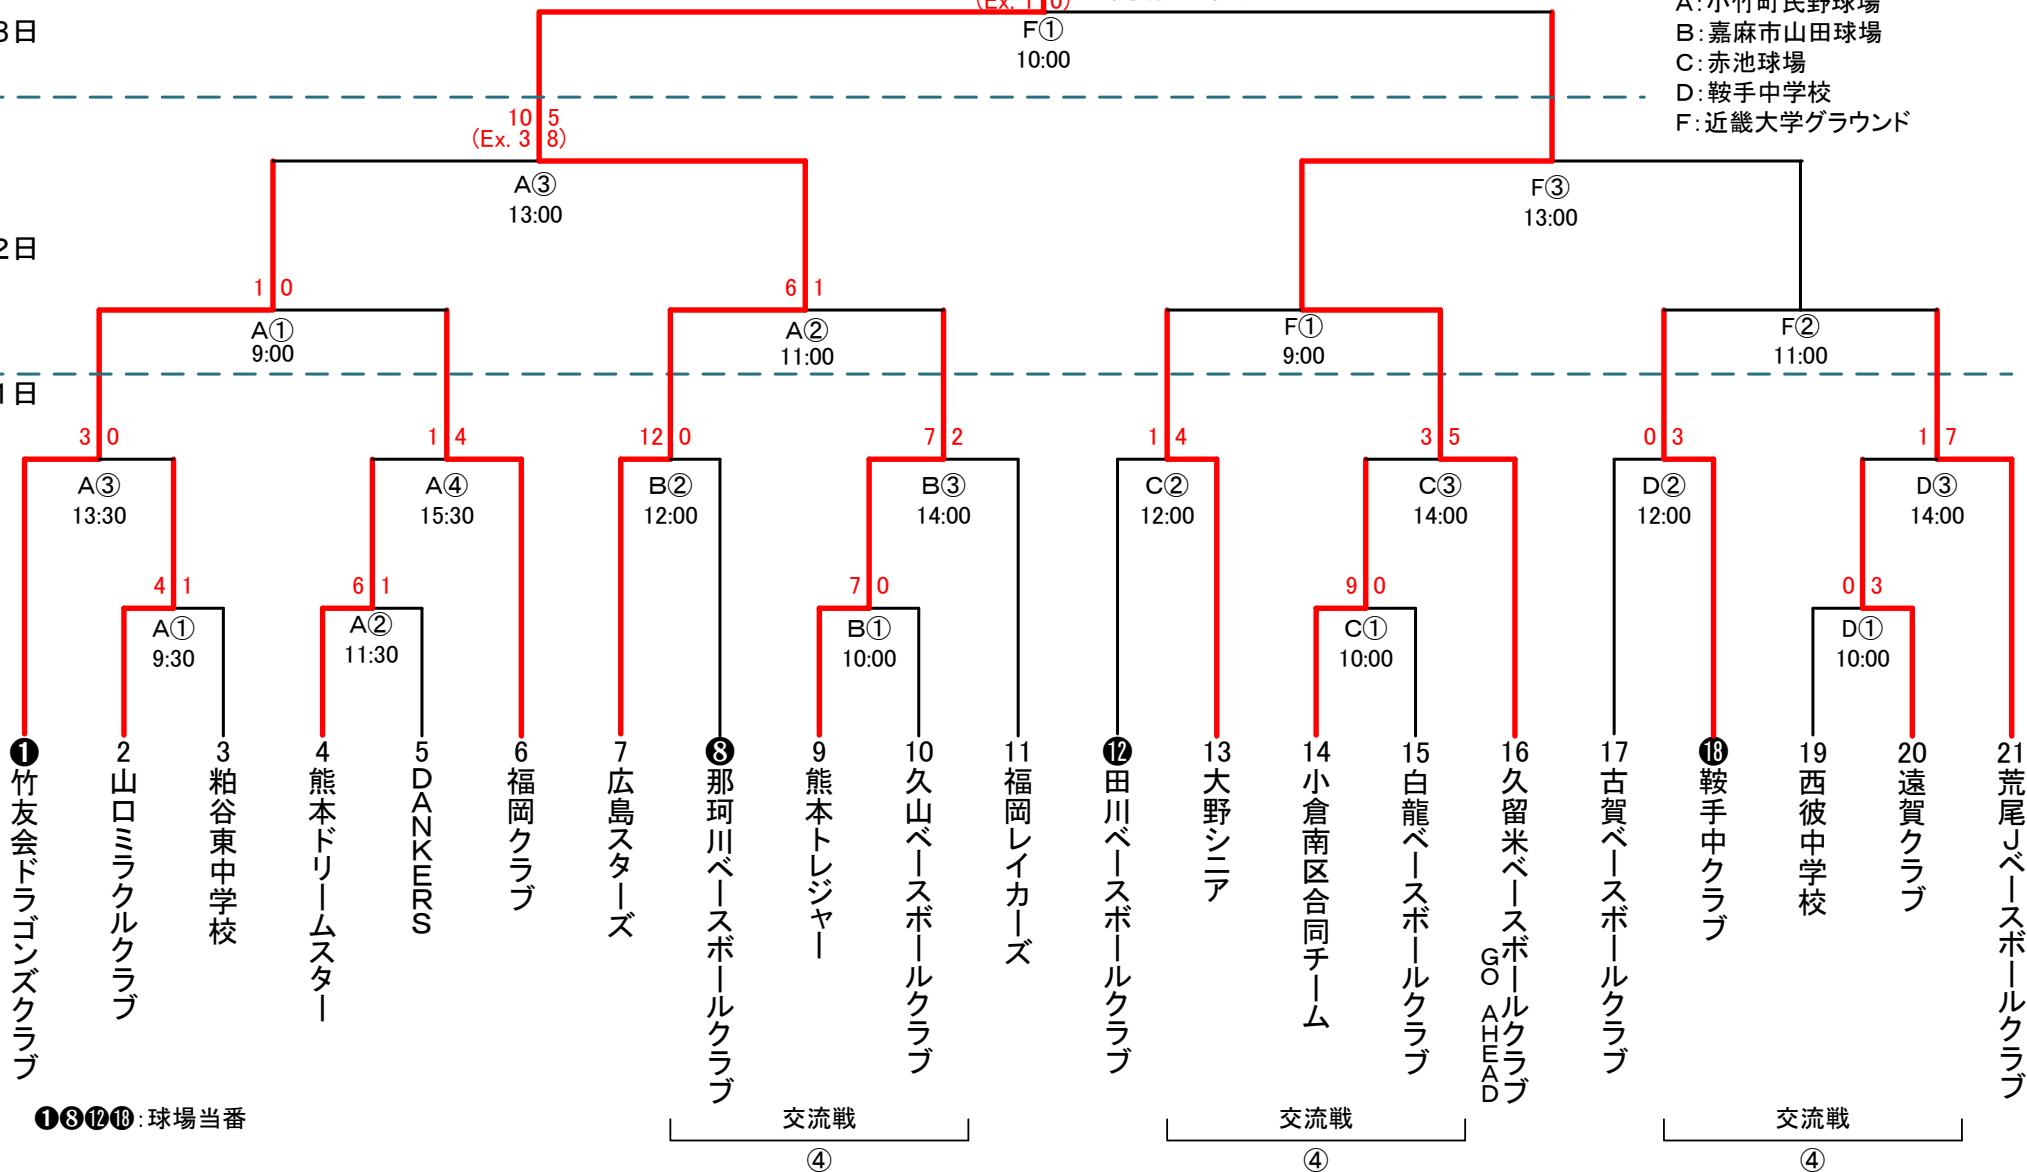 (Ex. 1 0)
A:小竹町民野球場
B:嘉麻市山田球場
C:赤池球場
D:鞍手中学校
F:近畿大学グラウンド
3日
F①
10:00
10 5
(Ex. 3 8)
A③
13:00
F③
13:00
2日
1 0
6 1
A①
9:00
A②
11:00
F①
9:00
F②
11:00
1日
3 0
1 4
12 0
7 2
1 4
3 5
0 3
1 7
A③
13:30
A④
15:30
B②
12:00
B③
14:00
C②
12:00
C③
14:00
D②
12:00
D③
14:00
4 1
6 1
7 0
9 0
0 3
A①
9:30
A②
11:30
B①
10:00
C①
10:00
D①
10:00
❶竹友会ドラゴンズクラブ
2山口ミラクルクラブ
3粕谷東中学校
4熊本ドリームスター
5DANKERS
6福岡クラブ
7広島スターズ
❽那珂川ベースボールクラブ
9熊本トレジャー
10久山ベースボールクラブ
11福岡レイカーズ
⓬田川ベースボールクラブ
13大野シニア
14小倉南区合同チーム
15白龍ベースボールクラブ
16久留米ベースボールクラブ
GO AHEAD
17古賀ベースボールクラブ
⓲鞍手中クラブ
19西彼中学校
20遠賀クラブ
21荒尾Jベースボールクラブ
❶❽⓬⓲:球場当番
交流戦
④
交流戦
④
交流戦
④